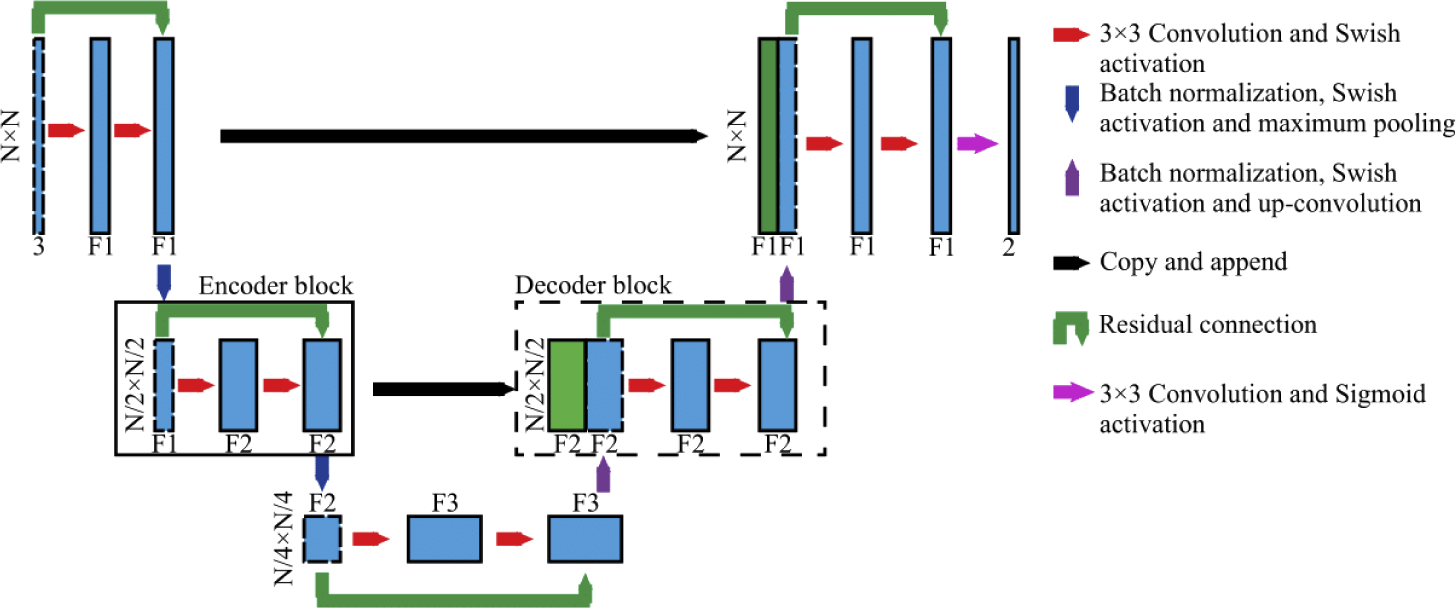 N×N
3
F1
F1
N×N
F1
F1
F1
F1
2
Encoder block
N/2×N/2
F1
F2
F2
Decoder block
N/2×N/2
F2
F2
F2
F2
N/4×N/4
F2
F3
F3
3×3 Convolution and Swish
activation
Batch normalization, Swish
activation and maximum pooling
Batch normalization, Swish
activation and up-convolution
Copy and append
Residual connection
3×3 Convolution and Sigmoid
activation